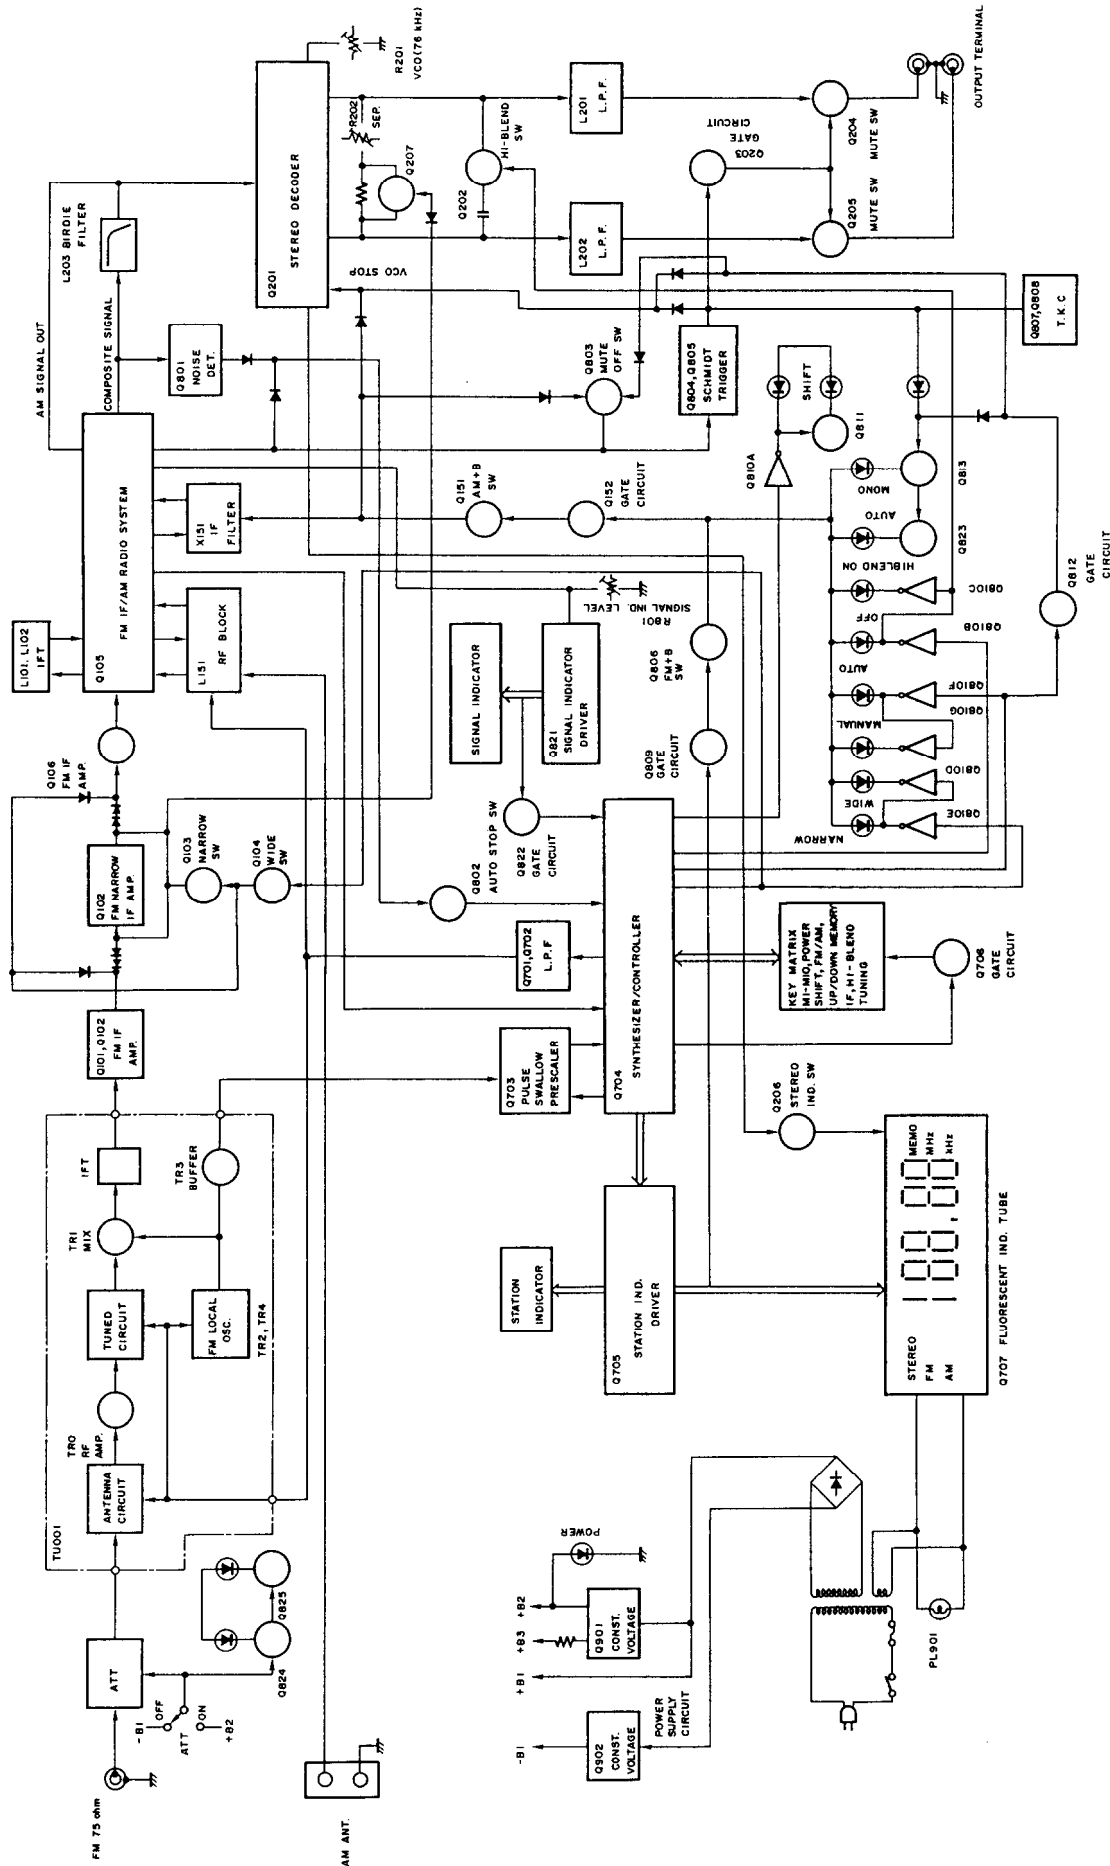 FM 75 ohm
ATT
-B1
OFF
ATT
ON
+B2
Q824
Q825
AM ANT.
TU001
ANTENNA
CIRCUIT
TR0
RF
AMP.
TUNED
CIRCUIT
TR1
MIX
IFT
FM LOCAL
OSC.
TR2, TR4
TR3
BUFFER
Q101, Q102
FM IF
AMP.
Q102
FM NARROW
IF AMP.
Q103
NARROW
SW
Q104
WIDE
SW
Q106
FM IF
AMP.
L101, L102
IFT
Q105
FM IF/AM RADIO SYSTEM
L151
RF BLOCK
X151
IF
FILTER
AM SIGNAL OUT
COMPOSITE SIGNAL
L203 BIRDIE
FILTER
Q801
NOISE
DET.
Q201
STEREO DECODER
R201
VCO (76 kHz)
VCO STOP
R202
SEP.
Q207
Q202
HI-BLEND
SW
L201
L.P.F.
L202
L.P.F.
Q203
GATE
CIRCUIT
Q204
MUTE SW
Q205
MUTE SW
OUTPUT TERMINAL
Q803
MUTE
OFF SW
Q804, Q805
SCHMIDT
TRIGGER
Q807, Q808
T.K.C
Q151
AM+B
SW
Q152
GATE
CIRCUIT
SIGNAL INDICATOR
Q821
SIGNAL INDICATOR
DRIVER
R801
SIGNAL IND. LEVEL
Q802
AUTO STOP SW
Q822
GATE
CIRCUIT
Q809
GATE
CIRCUIT
Q806
FM+B
SW
Q810A
SHIFT
Q811
Q701, Q702
L.P.F
Q703
PULSE
SWALLOW
PRESCALER
Q704
SYNTHESIZER/CONTROLLER
KEY MATRIX
MI-MIO, POWER
SHIFT, FM/AM,
UP/DOWN MEMORY
IF, HI-BLEND
TUNING
Q706
GATE
CIRCUIT
NARROW
WIDE
MANUAL
AUTO
OFF
HIBLEND ON
AUTO
MONO
Q810E
Q810D
Q810G
Q810F
Q810B
Q810C
Q823
Q813
Q812
GATE
CIRCUIT
STATION
INDICATOR
Q705
STATION IND.
DRIVER
Q206
STEREO
IND. SW
STEREO
FM
AM
188.88
MEMO
MHz
kHz
Q707 FLUORESCENT IND. TUBE
-B1
+B1
+B3
+B2
POWER
Q902
CONST.
VOLTAGE
POWER
SUPPLY
CIRCUIT
Q901
CONST.
VOLTAGE
PL901